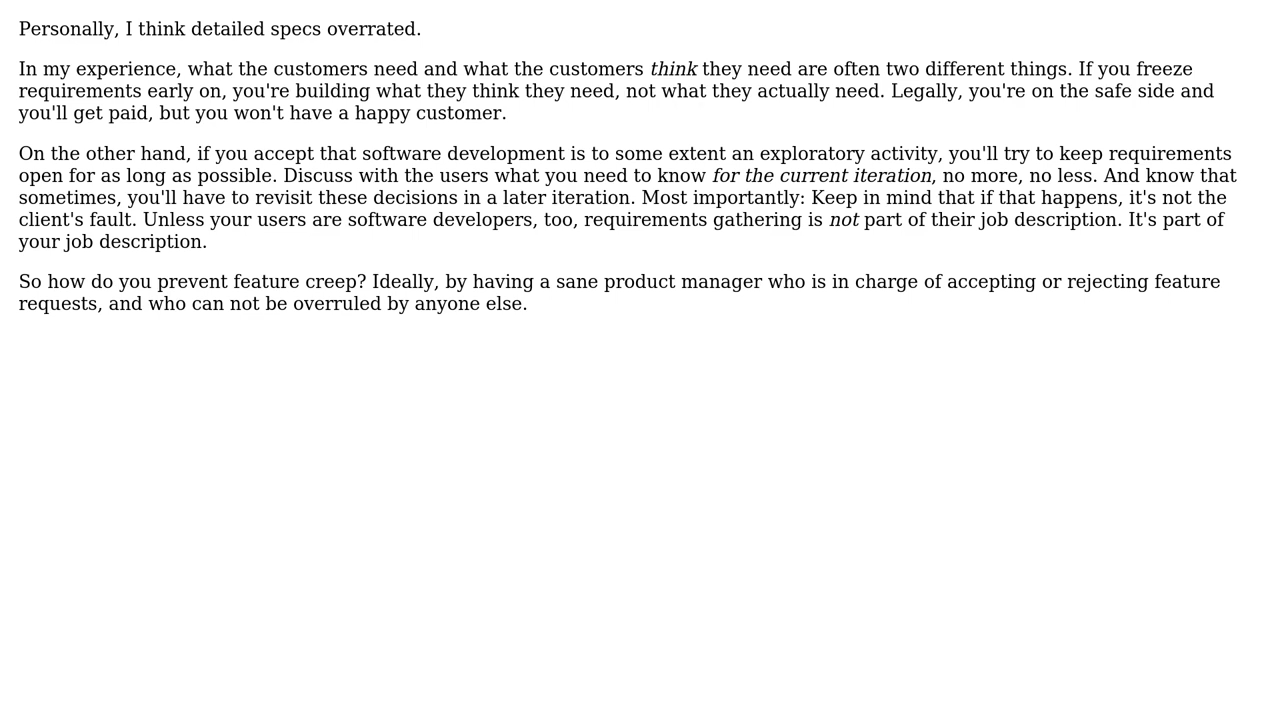 Personally, I think detailed specs overrated.
In my experience, what the customers need and what the customers think they need are often two different things. If you freeze
requirements early on, you're building what they think they need, not what they actually need. Legally, you're on the safe side and
you'll get paid, but you won't have a happy customer.
On the other hand, if you accept that software development is to some extent an exploratory activity, you'll try to keep requirements
open for as long as possible. Discuss with the users what you need to know for the current iteration, no more, no less. And know that
sometimes, you'll have to revisit these decisions in a later iteration. Most importantly: Keep in mind that if that happens, it's not the
client's fault. Unless your users are software developers, too, requirements gathering is not part of their job description. It's part of
your job description.
So how do you prevent feature creep? Ideally, by having a sane product manager who is in charge of accepting or rejecting feature
requests, and who can not be overruled by anyone else.